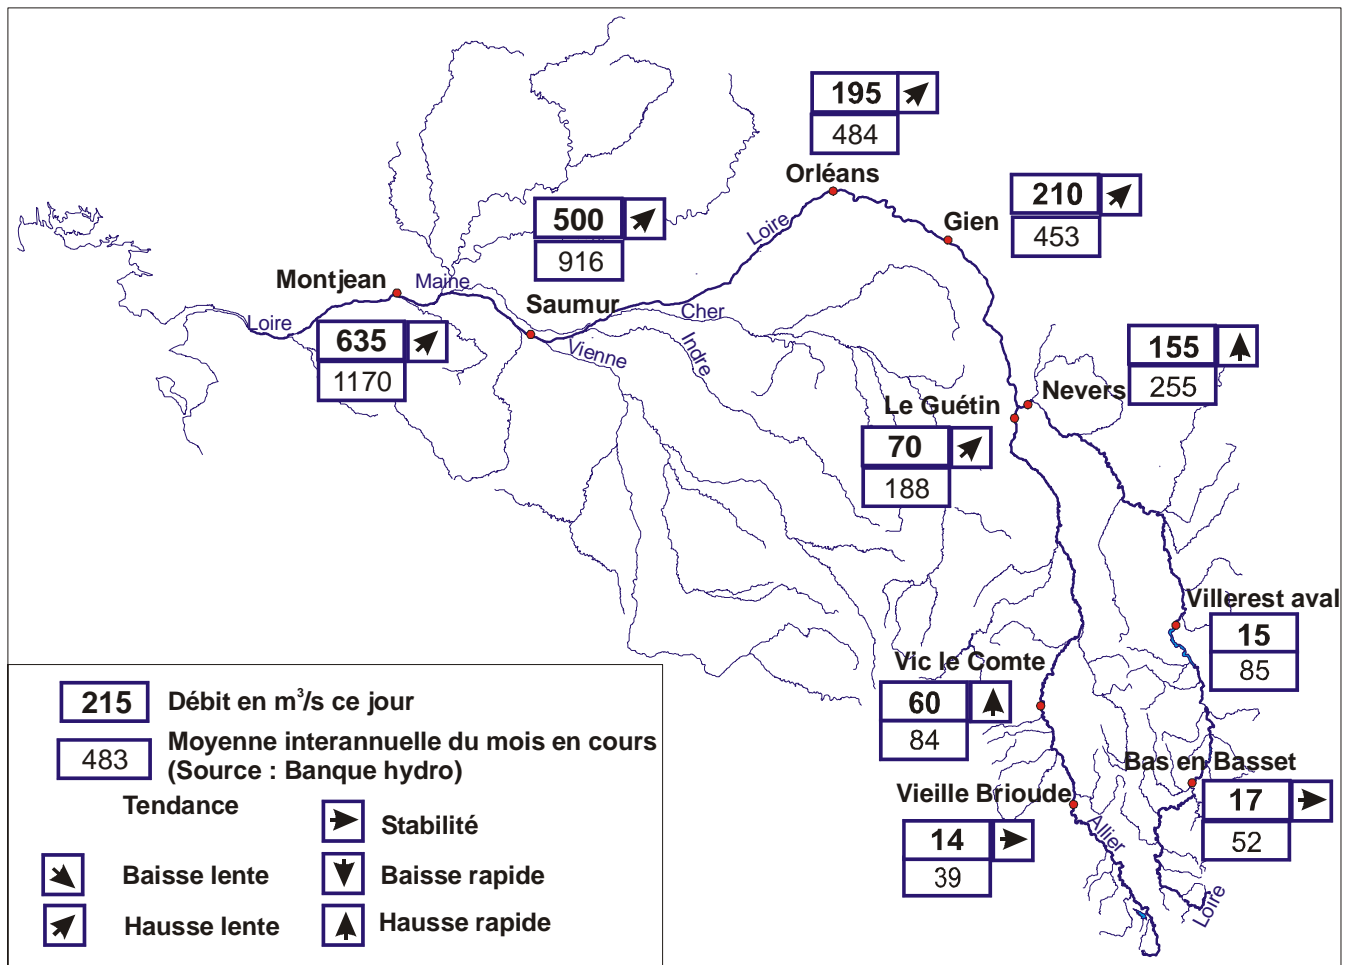 195
484
Orléans
210
453
Gien
500
916
Loire
Montjean
Maine
Saumur
Loire
635
1170
Cher
Vienne
Indre
155
255
Nevers
Le Guétin
70
188
Villerest aval
15
85
Vic le Comte
60
84
Bas en Basset
17
52
Vieille Brioude
14
39
Allier
Loire
215 Débit en m³/s ce jour
483 Moyenne interannuelle du mois en cours
(Source : Banque hydro)
Tendance
Stabilité
Baisse lente
Baisse rapide
Hausse lente
Hausse rapide